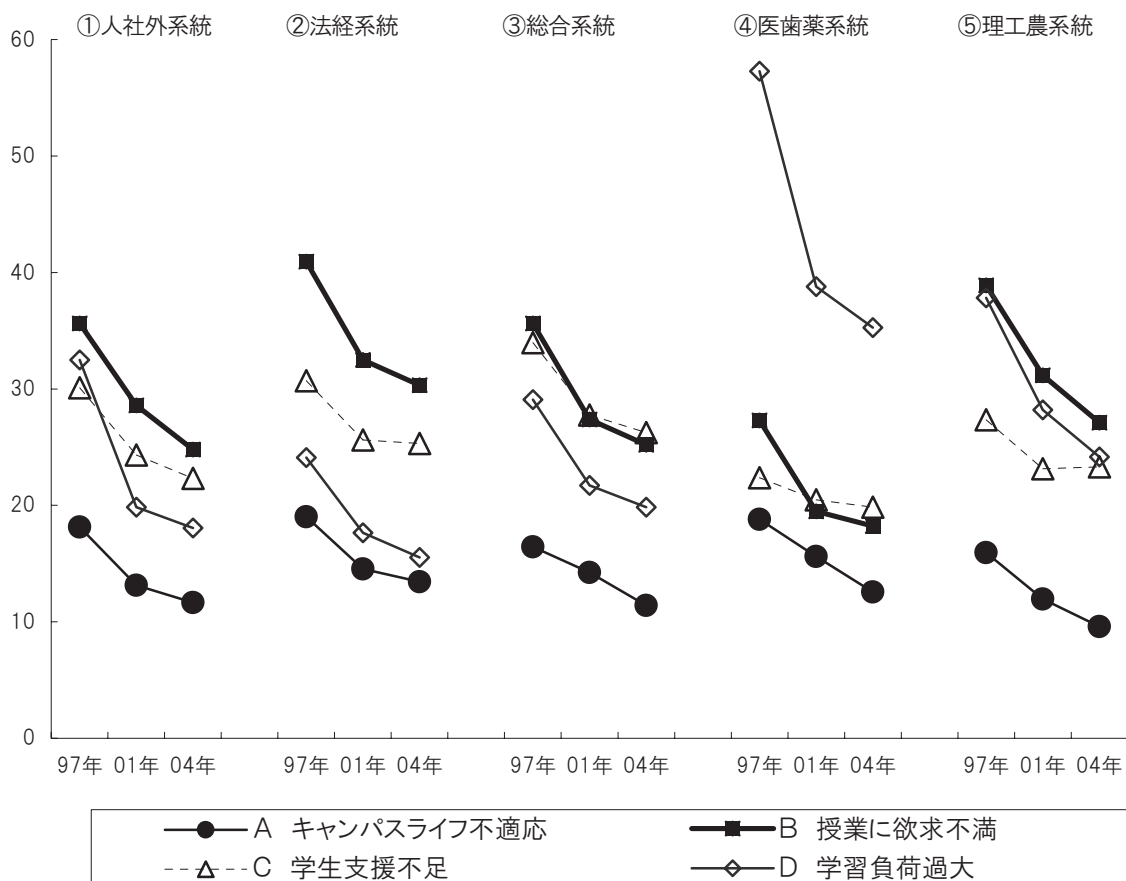 ①人社外系統 ②法経系統 ③総合系統 ④医歯薬系統 ⑤理工農系統
60
50
40
30
20
10
0
97年 01年 04年 97年 01年 04年 97年 01年 04年 97年 01年 04年 97年 01年 04年
A キャンパスライフ不適応 B 授業に欲求不満
C 学生支援不足 D 学習負荷過大